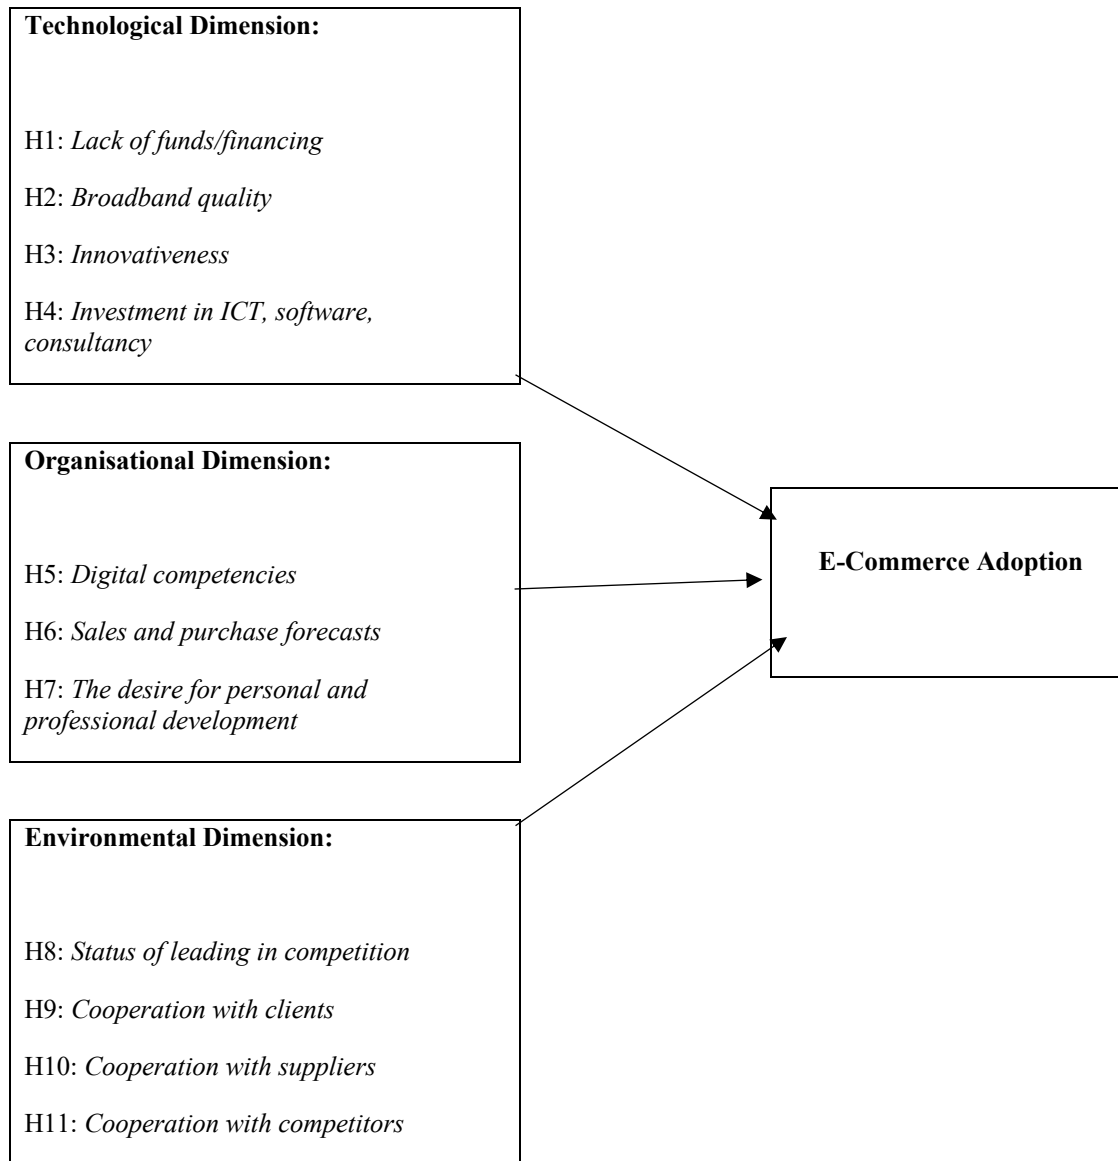 Technological Dimension:
H1: Lack of funds/financing
H2: Broadband quality
H3: Innovativeness
H4: Investment in ICT, software,
consultancy
Organisational Dimension:
H5: Digital competencies
H6: Sales and purchase forecasts
H7: The desire for personal and
professional development
E-Commerce Adoption
Environmental Dimension:
H8: Status of leading in competition
H9: Cooperation with clients
H10: Cooperation with suppliers
H11: Cooperation with competitors